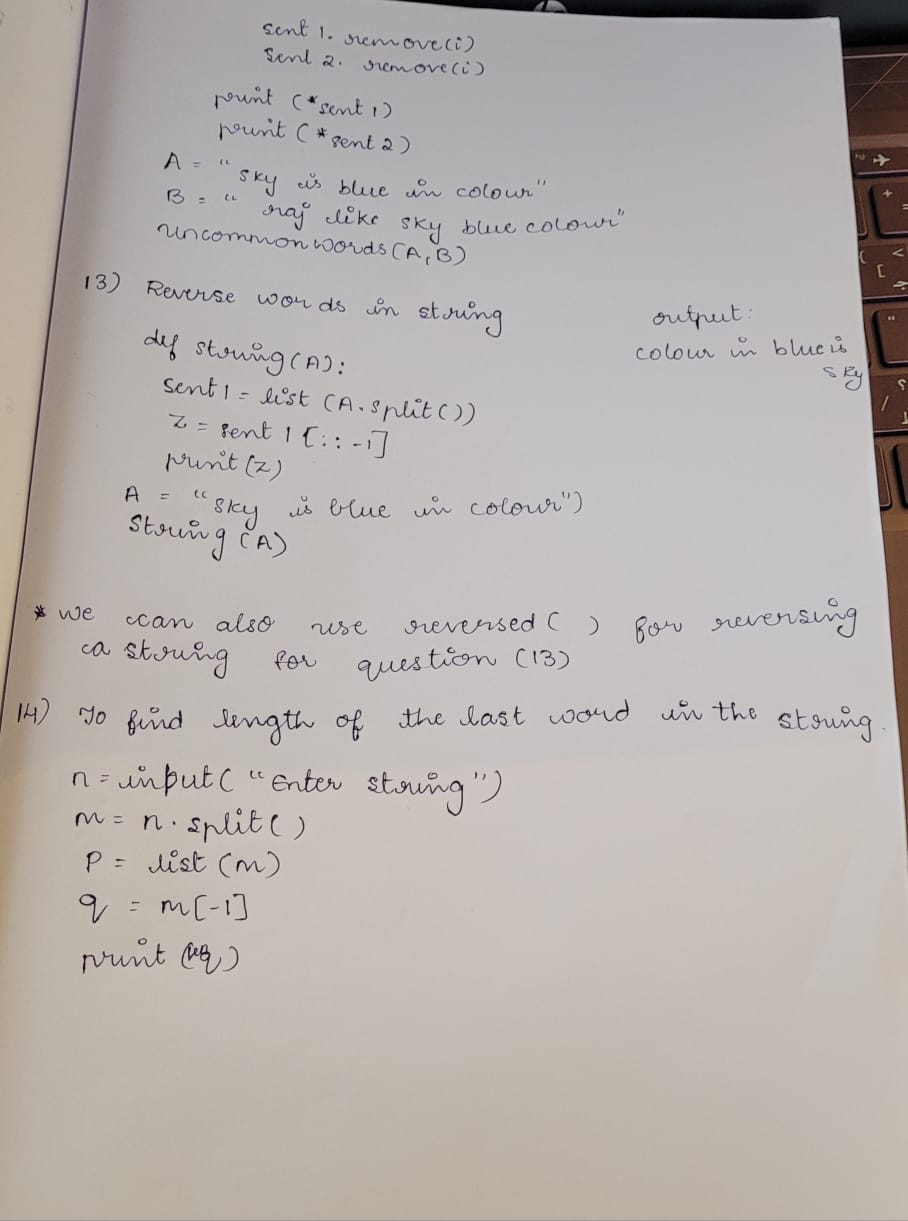 sent 1. remove(i)
Sent 2. remove(i)
print (*sent 1)
print (*sent 2)
A = "sky is blue in colour"
B = "raj like sky blue colour"
uncommonwords(A,B)
13) Reverse words in string
output:
colour in blue is
sky
def string(A):
sent 1 = list (A.split())
Z = sent 1 [::-1]
print(z)
A = "sky is blue in colour")
String (A)
* we can also use reversed( ) for reversing
a string for question (13)
14) To find length of the last word in the string.
n = input("Enter string")
m = n.split()
P = list (m)
q = m[-1]
print (q)